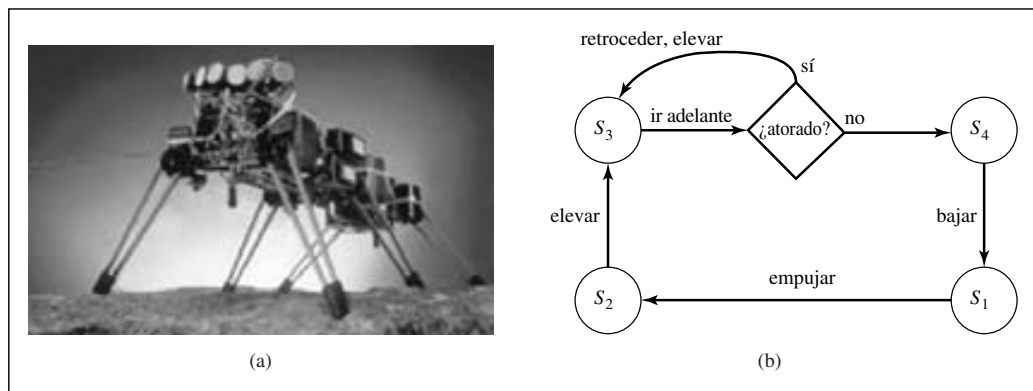 retroceder, elevar
sí
S₃
ir adelante
¿atorado?
no
S₄
elevar
bajar
S₂
empujar
S₁
(a)
(b)